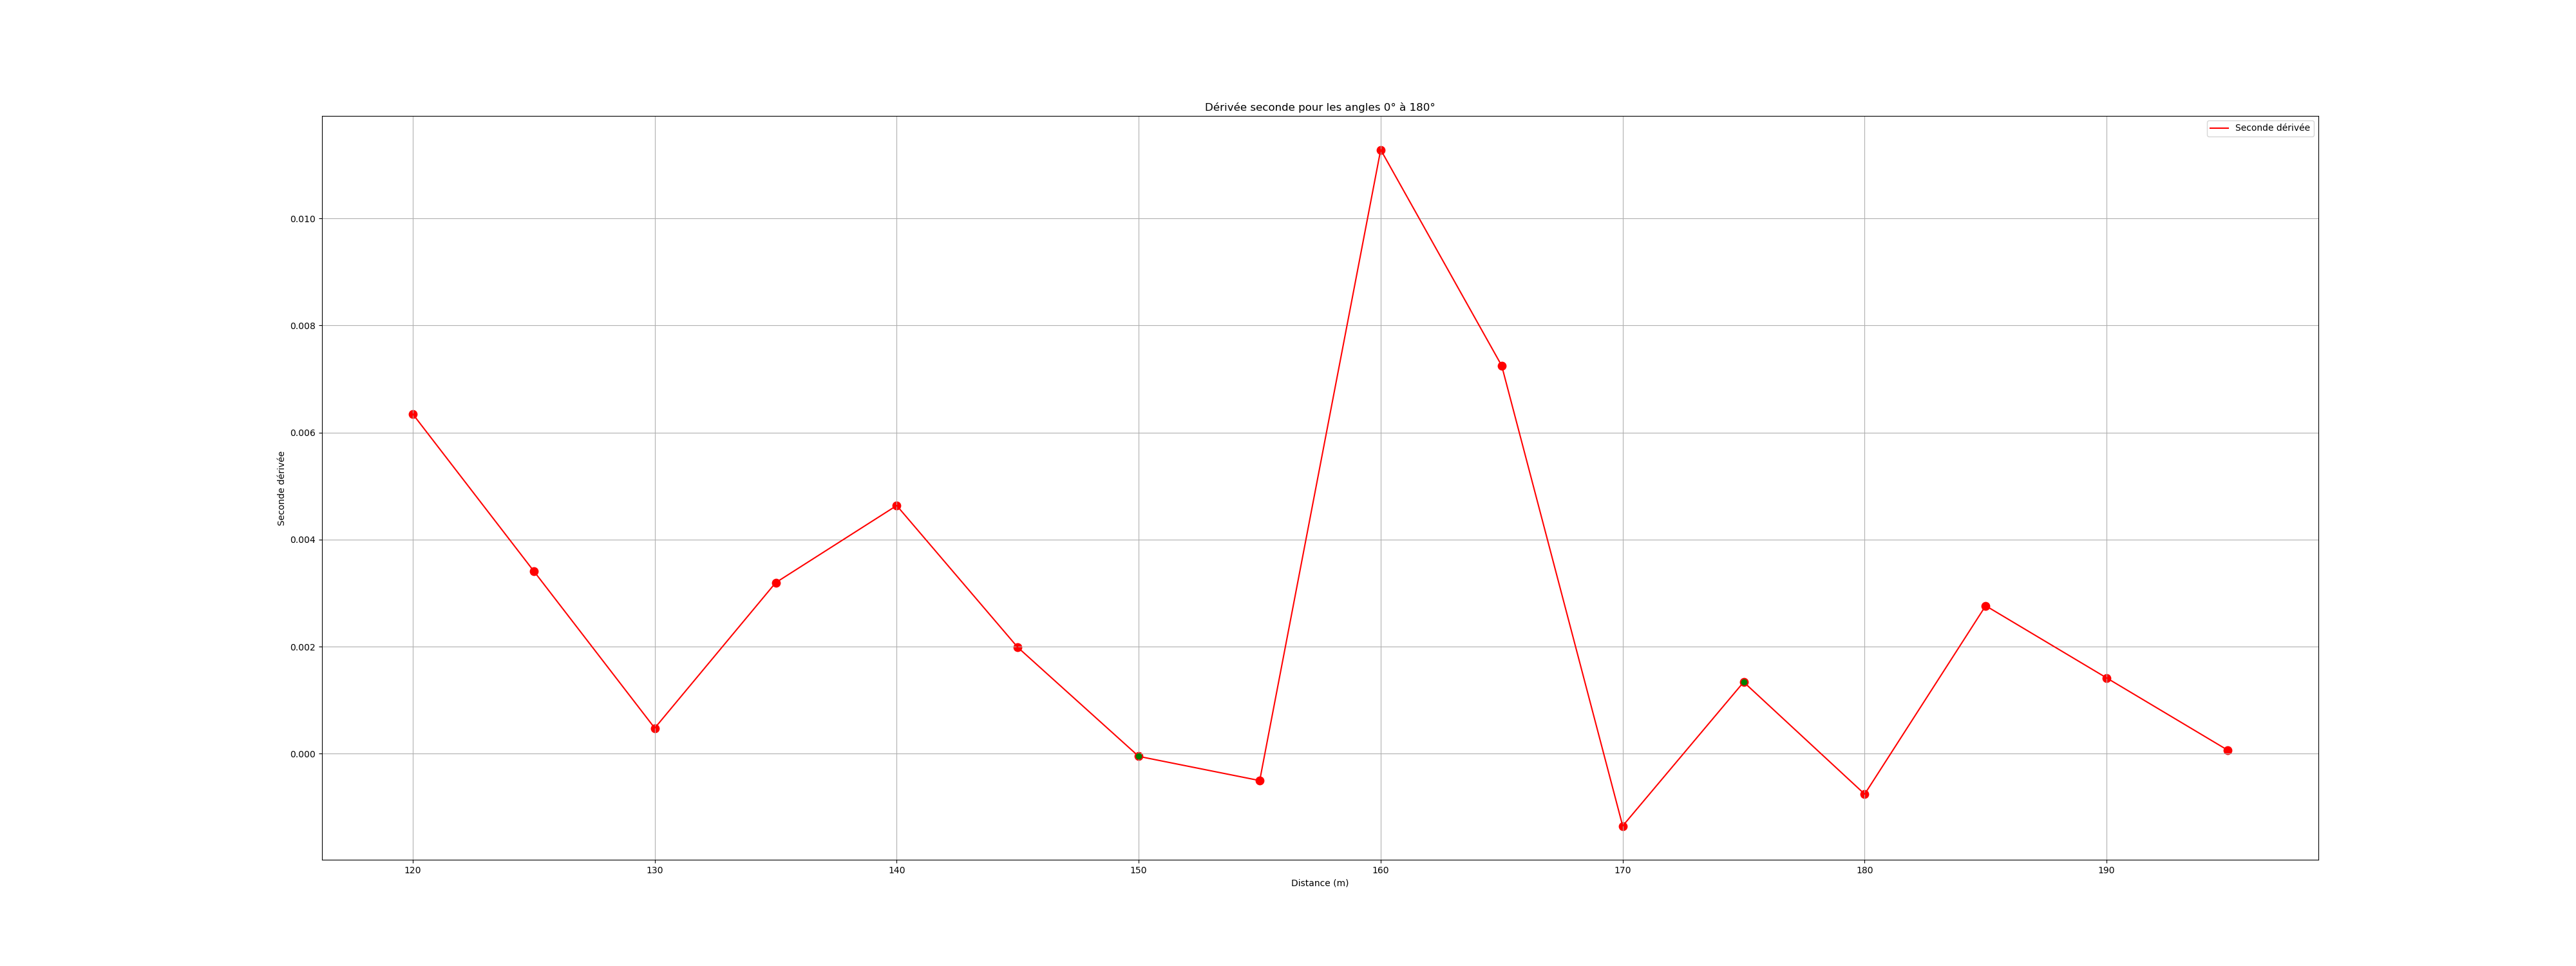 Dérivée seconde pour les angles 0° à 180°
Seconde dérivée
Seconde dérivée
0.010
0.008
0.006
0.004
0.002
0.000
120 130 140 150 160 170 180 190
Distance (m)